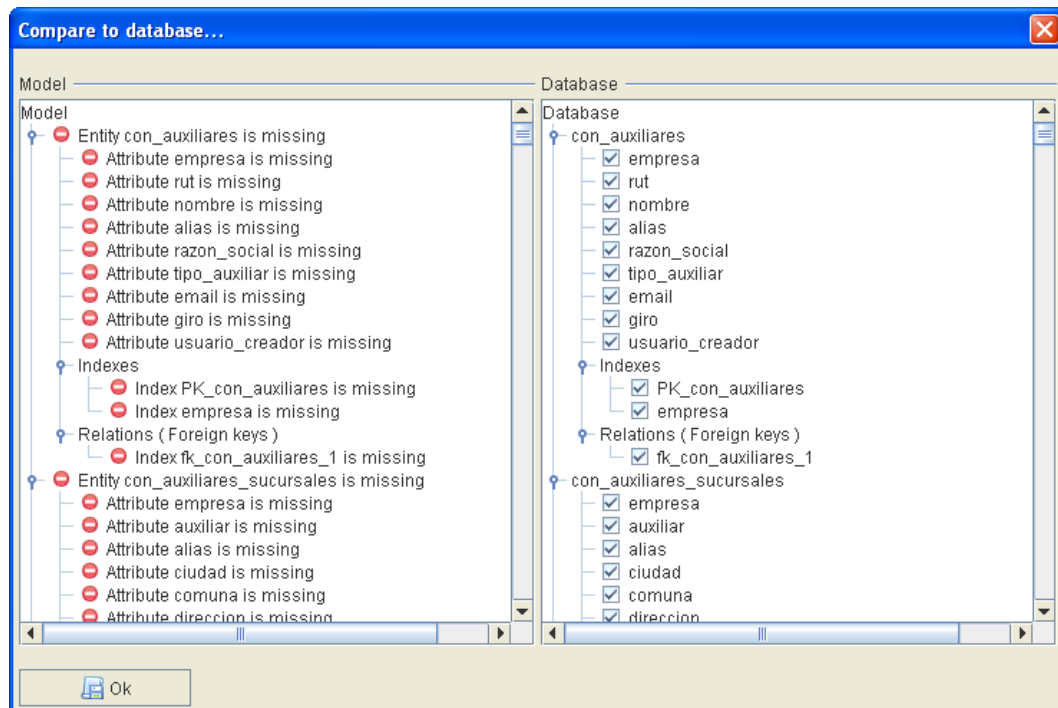 Compare to database...
Model
Model
Entity con_auxiliares is missing
Attribute empresa is missing
Attribute rut is missing
Attribute nombre is missing
Attribute alias is missing
Attribute razon_social is missing
Attribute tipo_auxiliar is missing
Attribute email is missing
Attribute giro is missing
Attribute usuario_creador is missing
Indexes
Index PK_con_auxiliares is missing
Index empresa is missing
Relations ( Foreign keys )
Index fk_con_auxiliares_1 is missing
Entity con_auxiliares_sucursales is missing
Attribute empresa is missing
Attribute auxiliar is missing
Attribute alias is missing
Attribute ciudad is missing
Attribute comuna is missing
Attribute direccion is missing
Database
Database
con_auxiliares
empresa
rut
nombre
alias
razon_social
tipo_auxiliar
email
giro
usuario_creador
Indexes
PK_con_auxiliares
empresa
Relations ( Foreign keys )
fk_con_auxiliares_1
con_auxiliares_sucursales
empresa
auxiliar
alias
ciudad
comuna
direccion
Ok